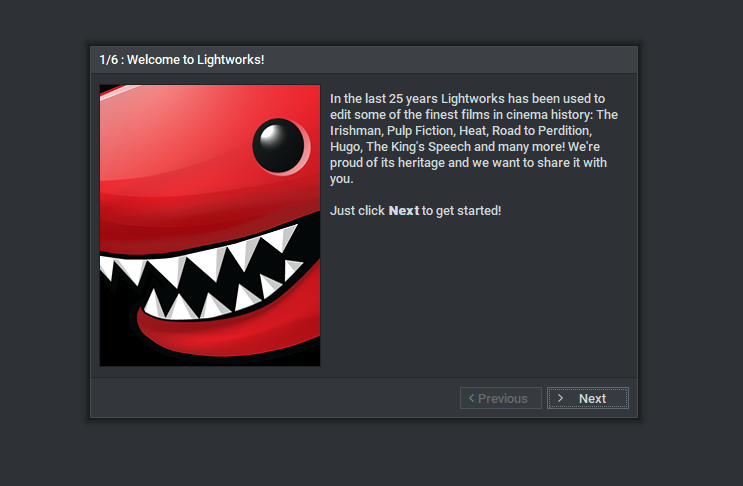 1/6 : Welcome to Lightworks!
In the last 25 years Lightworks has been used to
edit some of the finest films in cinema history: The
Irishman, Pulp Fiction, Heat, Road to Perdition,
Hugo, The King's Speech and many more! We're
proud of its heritage and we want to share it with
you.
Just click Next to get started!
< Previous
> Next